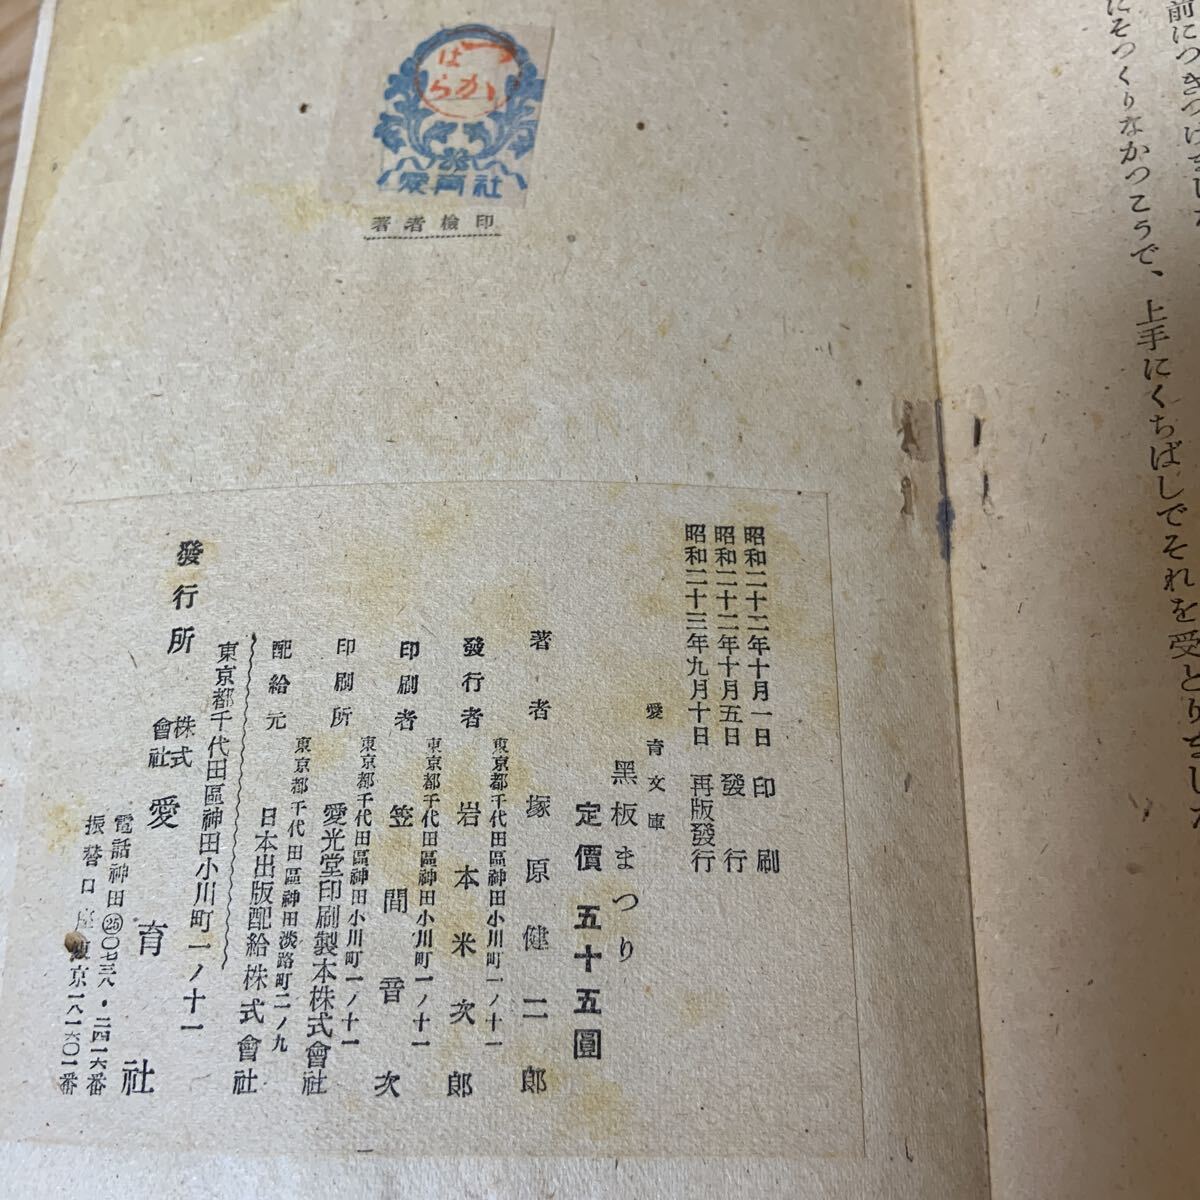 前につきつけました
にそつくりなかつこうで、上手にくちばしでそれを受とりました
はらか
愛育社
著者檢印
昭和二十二年十月一日 印刷
昭和二十二年十月五日 發行
昭和二十三年九月十日 再版發行
愛育文庫
黑板まつり
定價 五十五圓
著者 塚原健二郎
東京都千代田區神田小川町一ノ十一
發行者 岩本米次郎
東京都千代田區神田小川町一ノ十一
印刷者 笠間音次
東京都千代田區神田小川町一ノ十一
印刷所 愛光堂印刷製本株式會社
東京都千代田區神田淡路町二ノ九
配給元 日本出版配給株式會社
東京都千代田區神田小川町一ノ十一
發行所 株式會社 愛育社
電話神田㉕〇七三八・二四一六番
振替口座東京一八一六〇一番